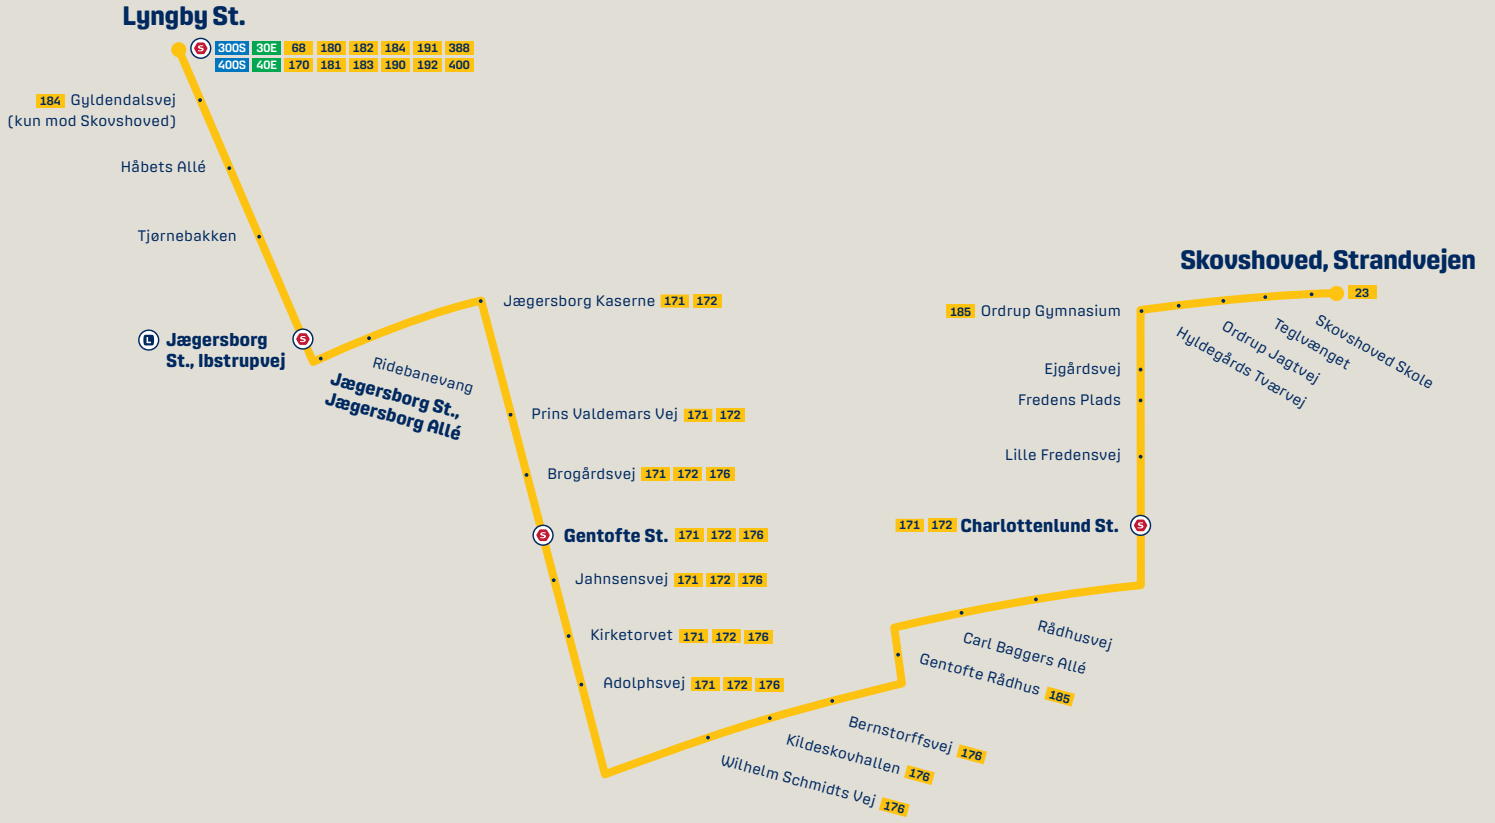 Lyngby St.
S 300S 30E 68 180 182 184 191 388
400S 40E 170 181 183 190 192 400
184 Gyldendalsvej
(kun mod Skovshoved)
Håbets Allé
Tjørnebakken
L Jægersborg S
St., Ibstrupvej
Jægersborg St.,
Jægersborg Allé
Ridebanevang
Jægersborg Kaserne 171 172
Prins Valdemars Vej 171 172
Brogårdsvej 171 172 176
S Gentofte St. 171 172 176
Jahnsensvej 171 172 176
Kirketorvet 171 172 176
Adolphsvej 171 172 176
Wilhelm Schmidts Vej 176
Kildeskovhallen 176
Bernstorffsvej 176
Gentofte Rådhus 185
Carl Baggers Allé
Rådhusvej
171 172 Charlottenlund St. S
Lille Fredensvej
Fredens Plads
Ejgårdsvej
185 Ordrup Gymnasium
Hyldegårds Tværvej
Ordrup Jagtvej
Teglvænget
Skovshoved Skole
Skovshoved, Strandvejen
23